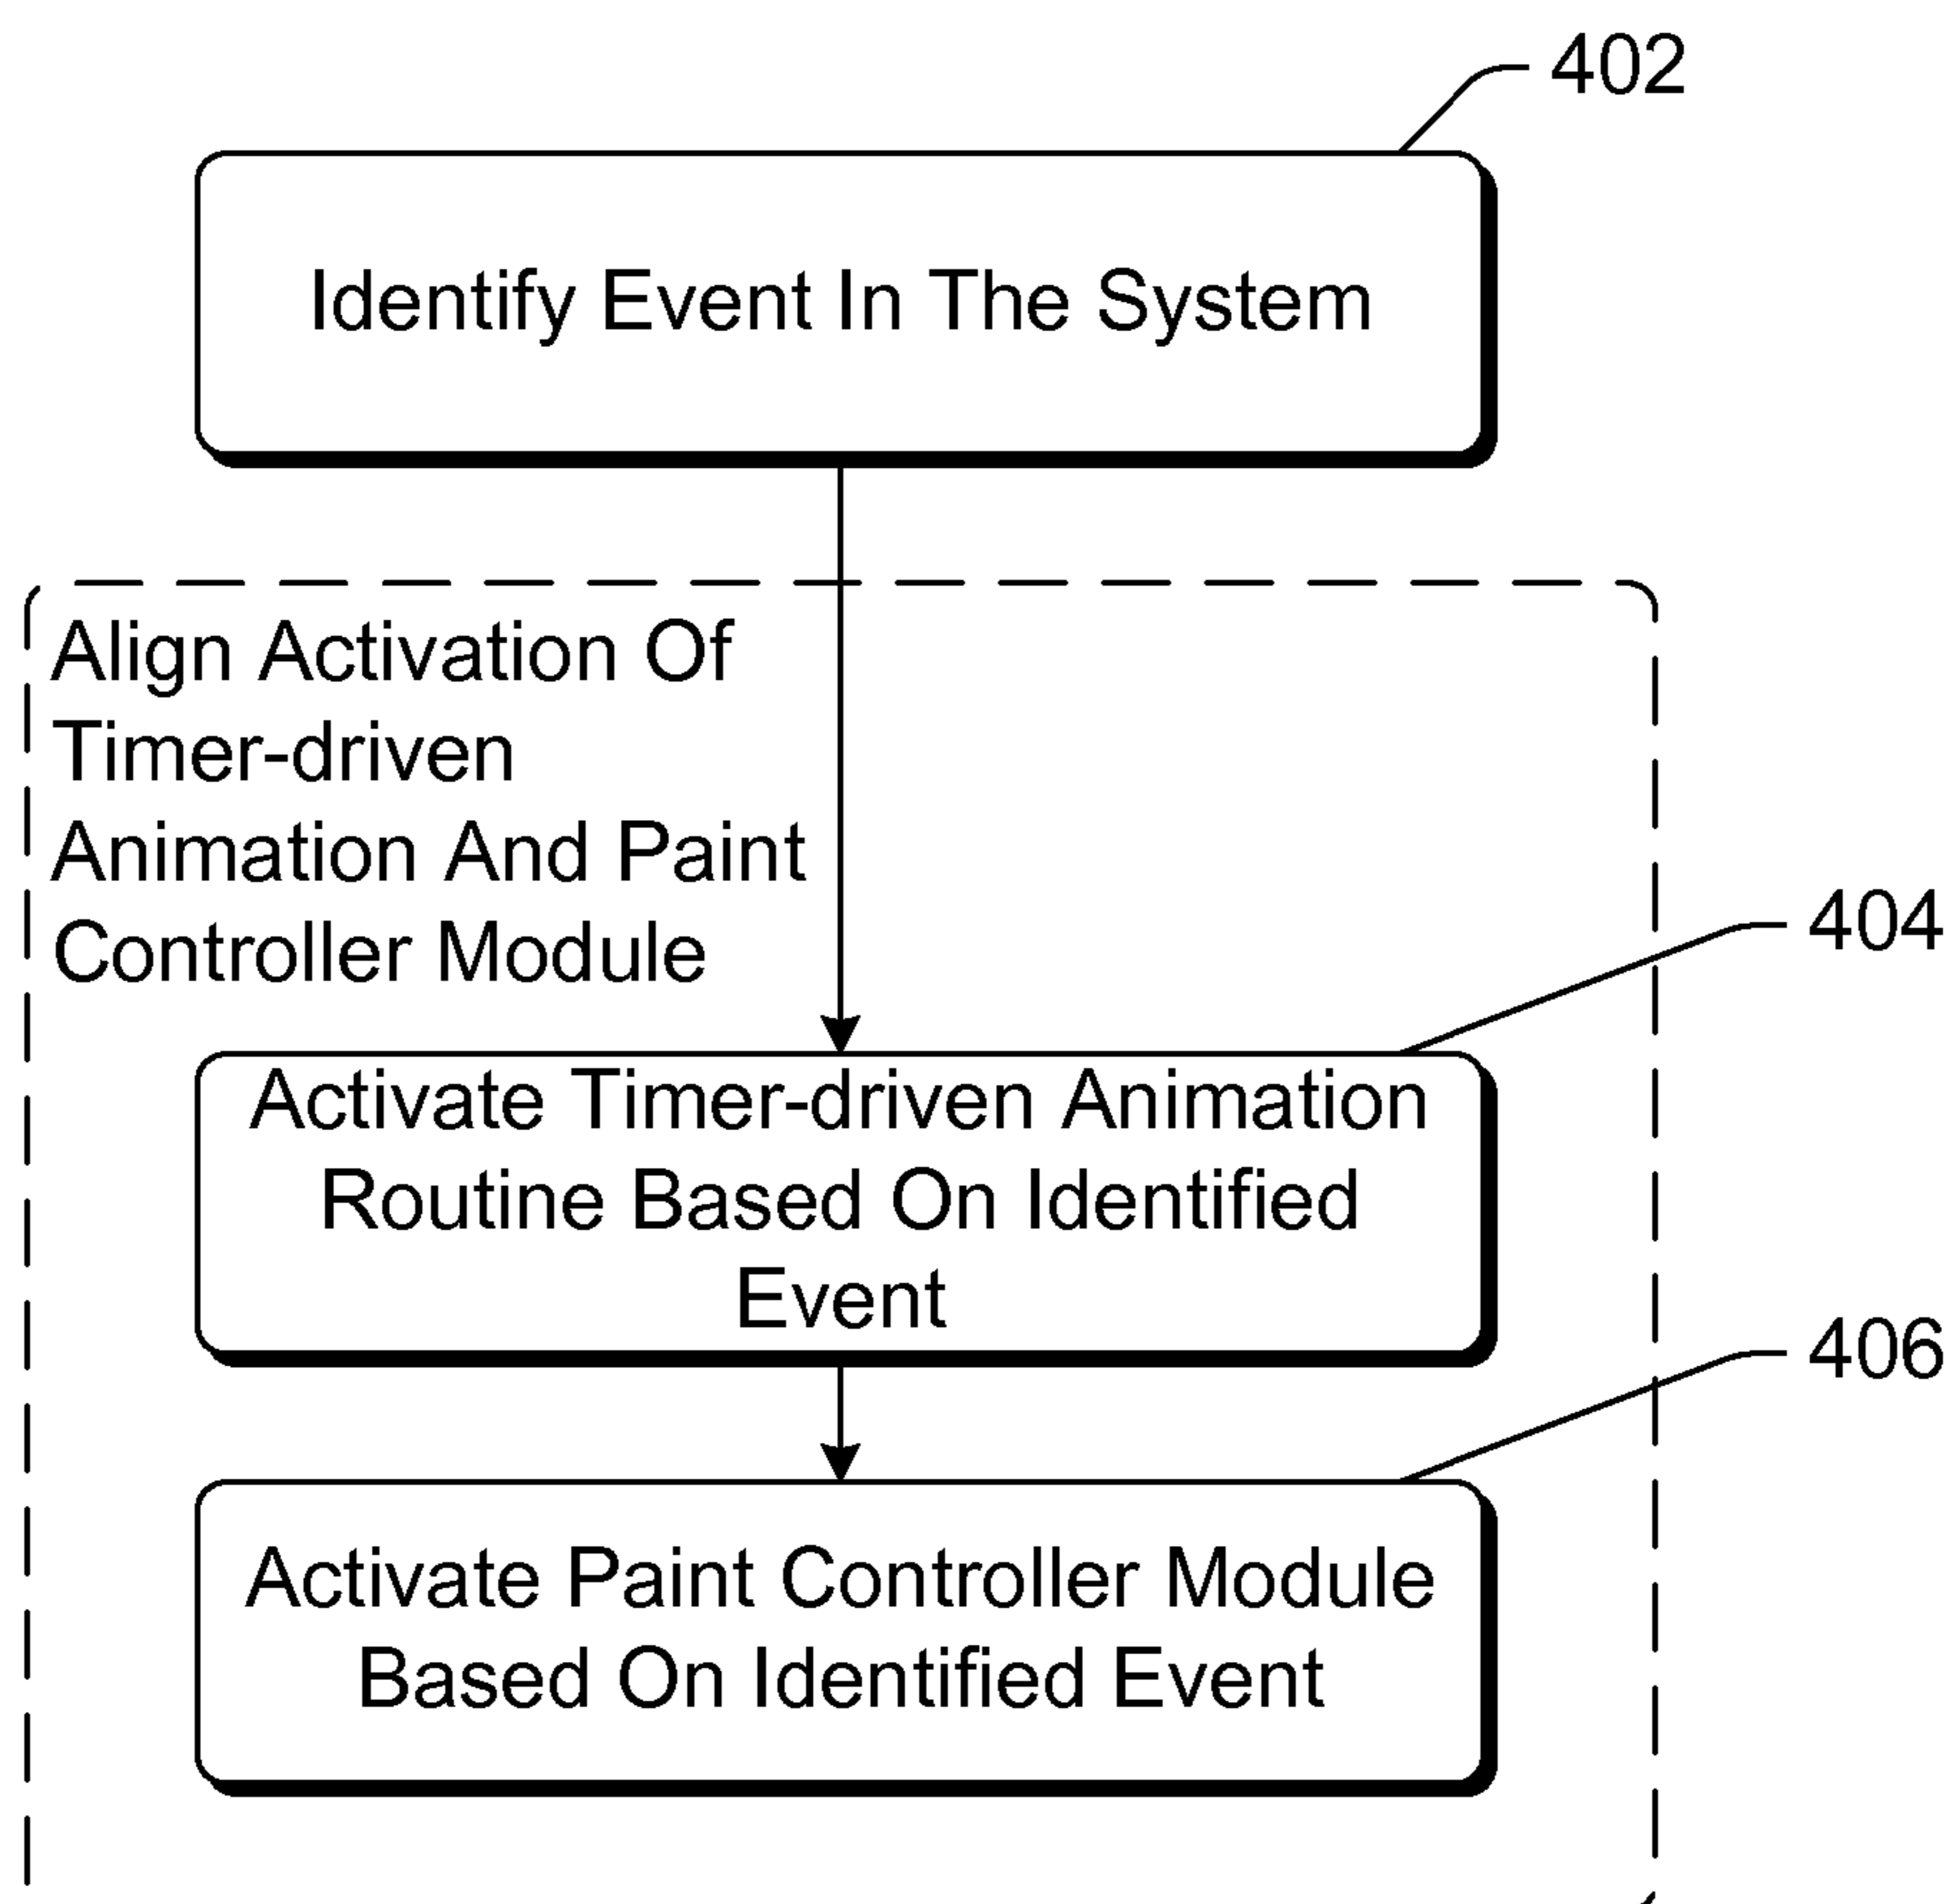 402
Identify Event In The System
Align Activation Of
Timer-driven
Animation And Paint
Controller Module
404
Activate Timer-driven Animation
Routine Based On Identified
Event
406
Activate Paint Controller Module
Based On Identified Event